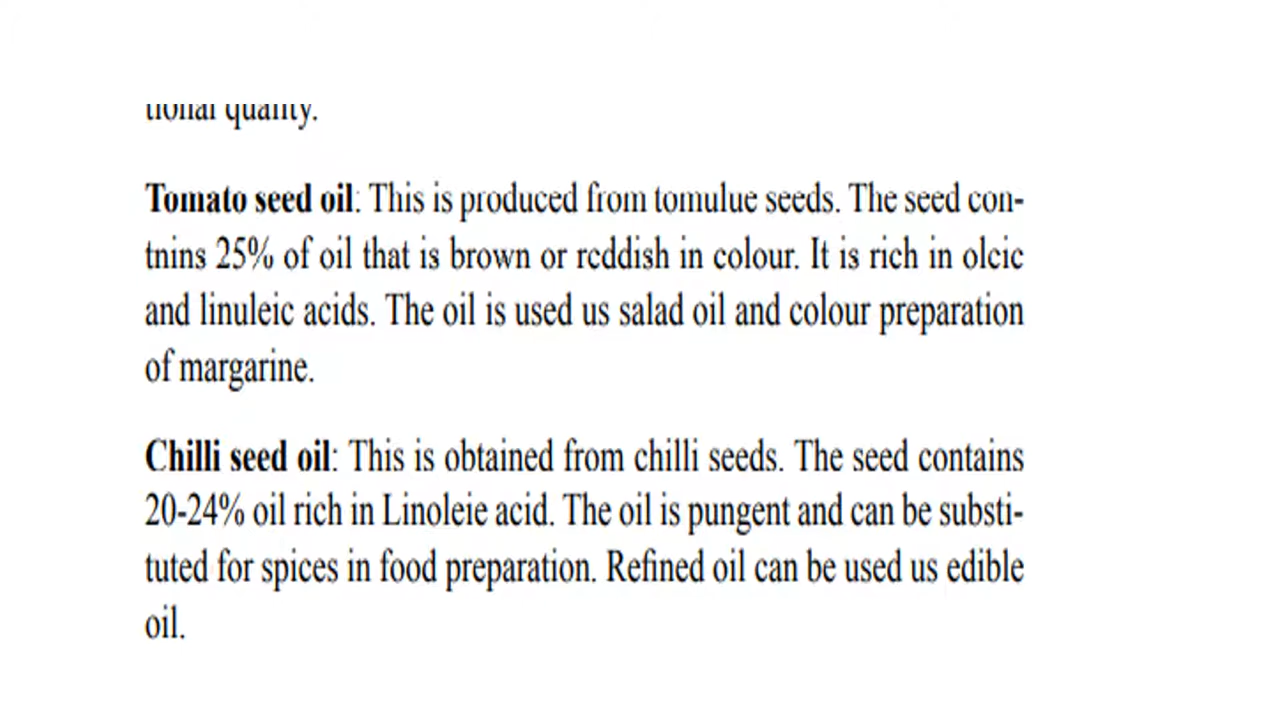 tional quality.
Tomato seed oil: This is produced from tomulue seeds. The seed con-
tnins 25% of oil that is brown or rcddish in colour. It is rich in olcic
and linuleic acids. The oil is used us salad oil and colour preparation
of margarine.
Chilli seed oil: This is obtained from chilli seeds. The seed contains
20-24% oil rich in Linoleie acid. The oil is pungent and can be substi-
tuted for spices in food preparation. Refined oil can be used us edible
oil.